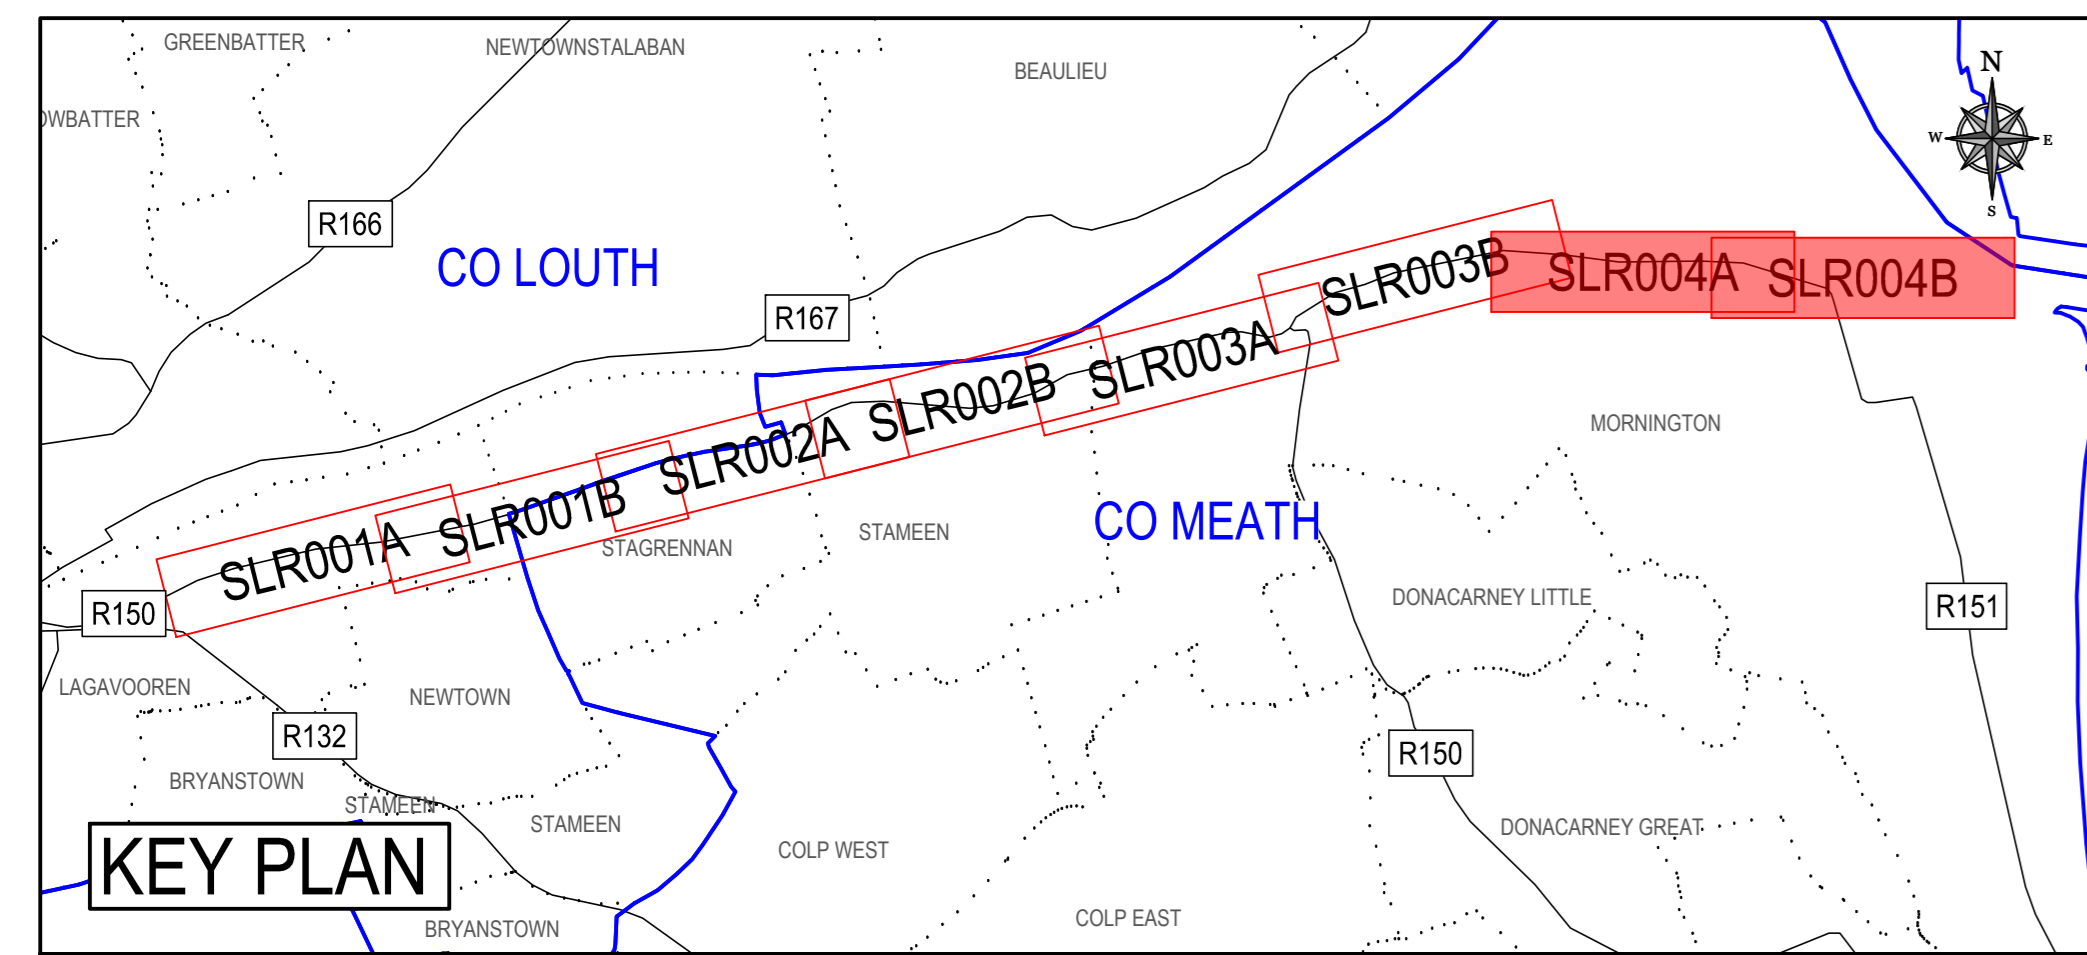 GREENBATTER
NEWTOWNSTALABAN
BEAULIEU
N
W
E
S
OWBATTER
R166
CO LOUTH
R167
SLR003B
SLR004A
SLR004B
SLR003A
SLR002B
SLR002A
SLR001B
SLR001A
MORNINGTON
CO MEATH
STAMEEN
STAGRENNAN
DONACARNEY LITTLE
R151
R150
LAGAVOOREN
NEWTOWN
R132
R150
BRYANSTOWN
STAMEEN
STAMEEN
DONACARNEY GREAT
COLP WEST
KEY PLAN
COLP EAST
BRYANSTOWN